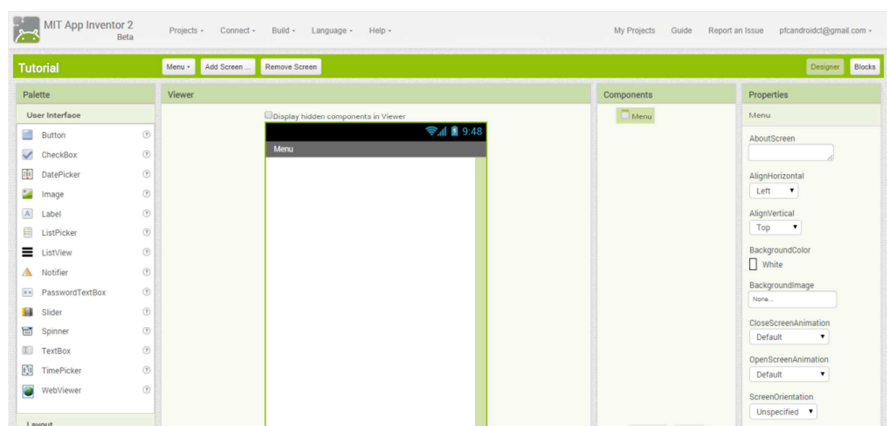 MIT App Inventor 2
Beta
Projects Connect Build Language Help
My Projects Guide Report an Issue pfcandroidct@gmail.com
Tutorial
Menu Add Screen ... Remove Screen
Designer Blocks
Palette
User Interface
Button
CheckBox
DatePicker
Image
Label
ListPicker
ListView
Notifier
PasswordTextBox
Slider
Spinner
TextBox
TimePicker
WebViewer
Layout
Viewer
Display hidden components in Viewer
9:48
Menu
Components
Menu
Properties
Menu
AboutScreen
AlignHorizontal
Left
AlignVertical
Top
BackgroundColor
White
BackgroundImage
None...
CloseScreenAnimation
Default
OpenScreenAnimation
Default
ScreenOrientation
Unspecified